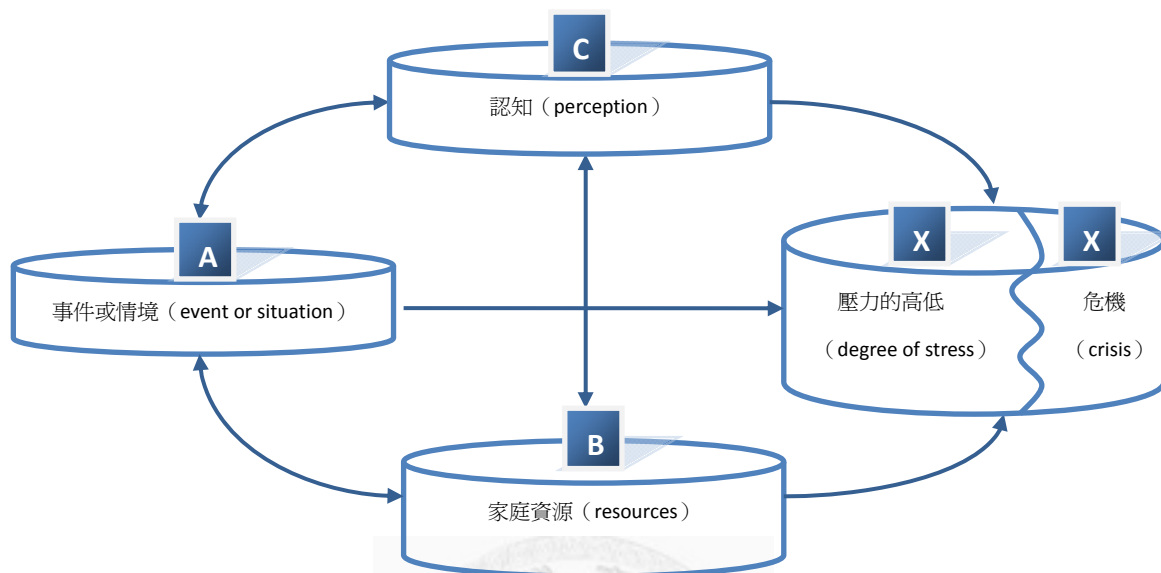 C
認知（perception）
A
事件或情境（event or situation）
X
壓力的高低
（degree of stress）
X
危機
（crisis）
B
家庭資源（resources）